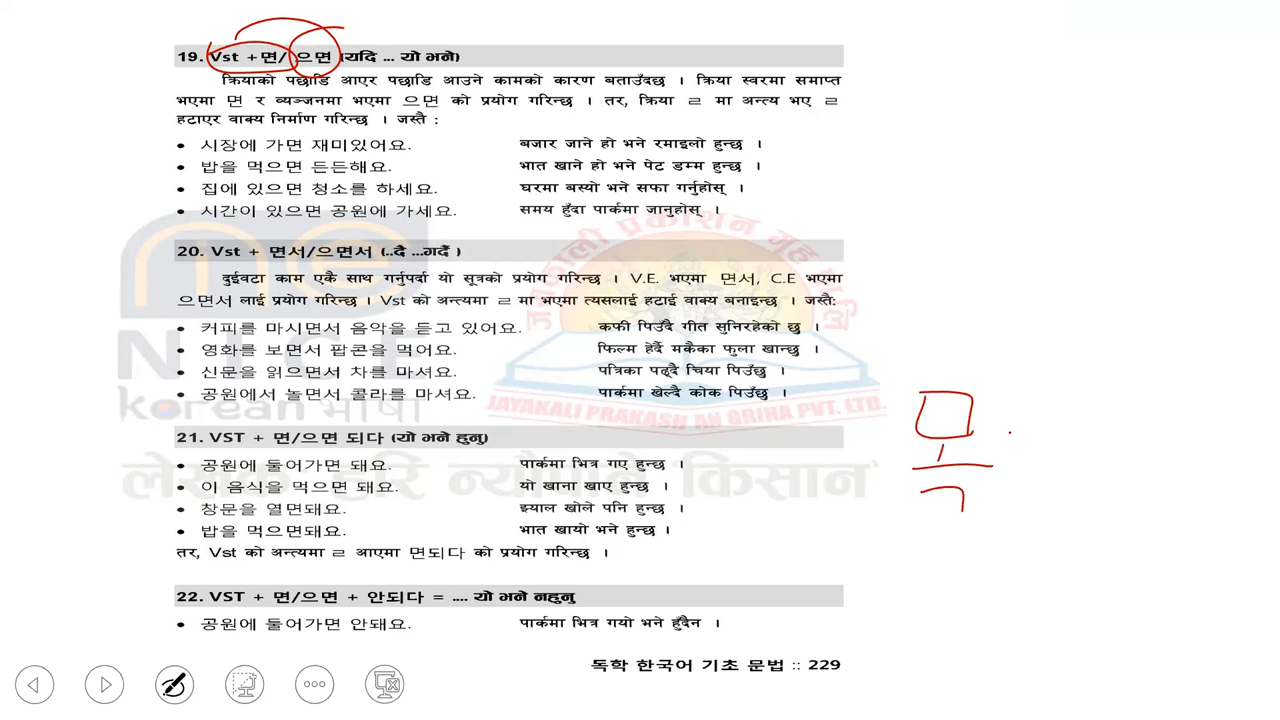 19. Vst +면/ 으면 (यदि ... यो भने)
क्रियाको पछाडि आएर पछाडि आउने कामको कारण बताउँदछ । क्रिया स्वरमा समाप्त
भएमा 면 र व्यञ्जनमा भएमा 으면 को प्रयोग गरिन्छ । तर, क्रिया ㄹ मा अन्त्य भए ㄹ
हटाएर वाक्य निर्माण गरिन्छ । जस्तै :
• 시장에 가면 재미있어요. बजार जाने हो भने रमाइलो हुन्छ ।
• 밥을 먹으면 든든해요. भात खाने हो भने पेट डम्म हुन्छ ।
• 집에 있으면 청소를 하세요. घरमा बस्यो भने सफा गर्नुहोस् ।
• 시간이 있으면 공원에 가세요. समय हुँदा पार्कमा जानुहोस् ।
20. Vst + 면서/으면서 (..दै ...गर्दै )
दुईवटा काम एकै साथ गर्नुपर्दा यो सूत्रको प्रयोग गरिन्छ । V.E. भएमा 면서, C.E भएमा
으면서 लाई प्रयोग गरिन्छ । Vst को अन्त्यमा ㄹ मा भएमा त्यसलाई हटाई वाक्य बनाइन्छ । जस्तै:
• 커피를 마시면서 음악을 듣고 있어요. कफी पिउँदै गीत सुनिरहेको छु ।
• 영화를 보면서 팝콘을 먹어요. फिल्म हेर्दै मकैका फुला खान्छु ।
• 신문을 읽으면서 차를 마셔요. पत्रिका पढ्दै चिया पिउँछु ।
• 공원에서 놀면서 콜라를 마셔요. पार्कमा खेल्दै कोक पिउँछु ।
21. VST + 면/으면 되다 (यो भने हुनु)
• 공원에 둘어가면 돼요. पार्कमा भित्र गए हुन्छ ।
• 이 음식을 먹으면 돼요. यो खाना खाए हुन्छ ।
• 창문을 열면돼요. झ्याल खोले पनि हुन्छ ।
• 밥을 먹으면돼요. भात खायो भने हुन्छ ।
तर, Vst को अन्त्यमा ㄹ आएमा 면되다 को प्रयोग गरिन्छ ।
22. VST + 면/으면 + 안되다 = .... यो भने नहुनु
• 공원에 둘어가면 안돼요. पार्कमा भित्र गयो भने हुँदैन ।
독학 한국어 기초 문법 :: 229
NICE
korean भाषा
JAYAKALI PRAKASHAN GRIHA PVT. LTD.